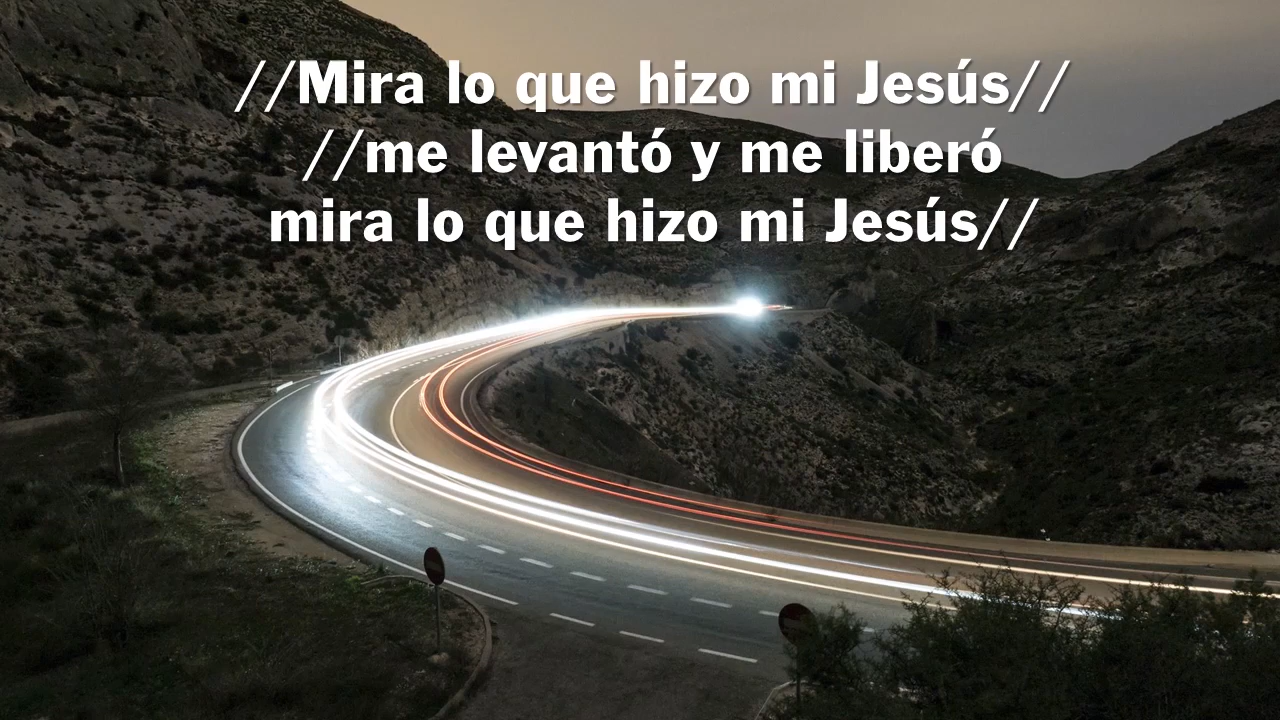 //Mira lo que hizo mi Jesús//
//me levantó y me liberó
mira lo que hizo mi Jesús//